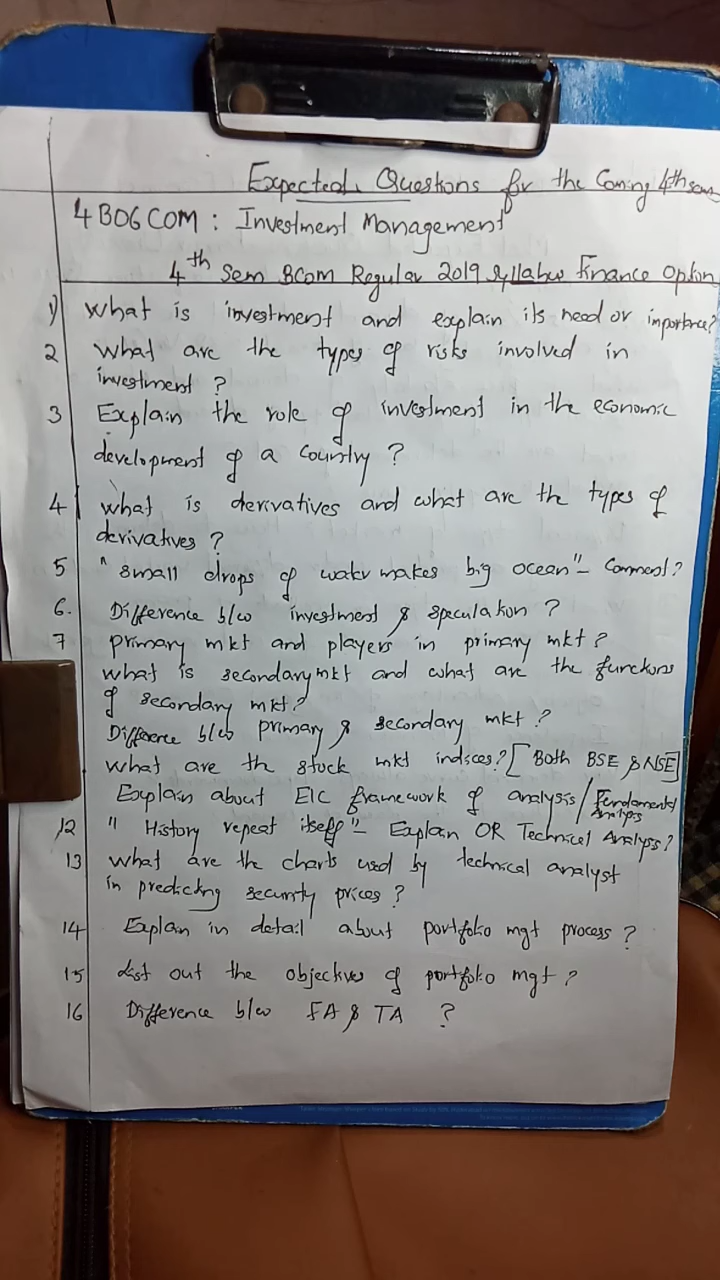 Expected Questions for the Coming 4th sem
4 BOG COM : Investment Management
4th Sem BCom Regular 2019 Syllabus Finance Option
1) What is investment and explain its need or importance?
2 What are the types of risks involved in
investment ?
3 Explain the role of investment in the economic
development of a country ?
4 what is derivatives and what are the types of
derivatives ?
5 "small drops of water makes big ocean" - Comment?
6. Difference b/w investment & speculation ?
7 primary mkt and players in primary mkt ?
what is secondary mkt and what are the functions
of secondary mkt ?
Difference b/w primary & secondary mkt ?
What are the stock mkt indices? [Both BSE & NSE]
Explain about EIC framework of analysis/Fundamental
Analysis
12 "History repeat itself" - Explain OR Technical Analysis?
13 What are the charts used by technical analyst
in predicting security prices ?
14 Explain in detail about portfolio mgt process ?
15 List out the objectives of portfolio mgt ?
16 Difference b/w FA & TA ?